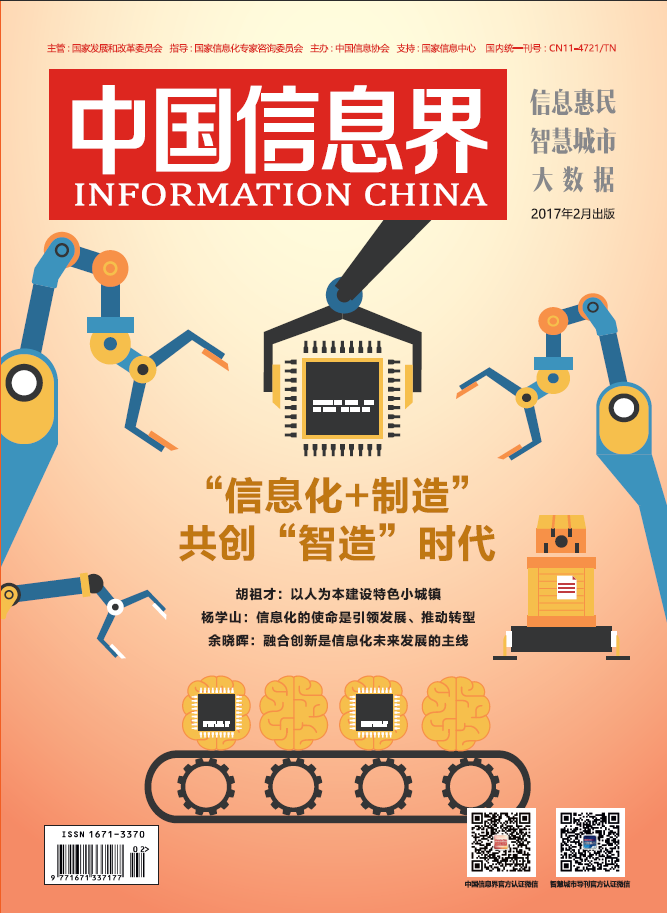 主管：国家发展和改革委员会 指导：国家信息化专家咨询委员会 主办：中国信息协会 支持：国家信息中心 国内统一刊号：CN11-4721/TN
中国信息界
INFORMATION CHINA
信息惠民
智慧城市
大数据
2017年2月出版
“信息化+制造”
共创“智造”时代
胡祖才：以人为本建设特色小城镇
杨学山：信息化的使命是引领发展、推动转型
余晓晖：融合创新是信息化未来发展的主线
ISSN 1671-3370
02>
9 771671 337177
中国信息界官方认证微信
智慧城市导刊官方认证微信